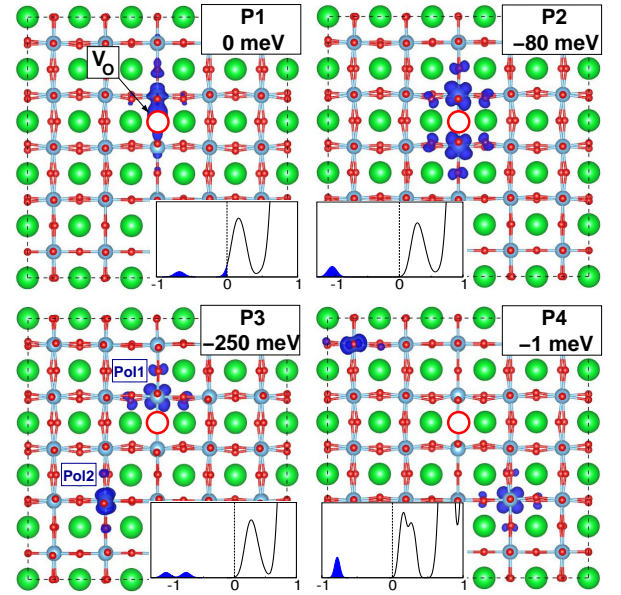 P1
0 meV
V_O
-1 0 1
P2
−80 meV
-1 0 1
P3
−250 meV
Pol1
Pol2
-1 0 1
P4
−1 meV
-1 0 1